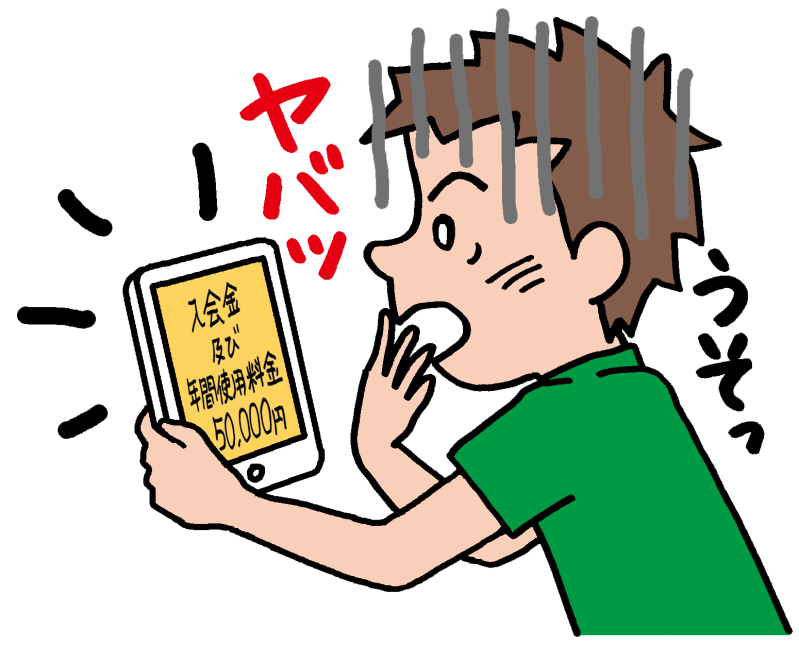 ヤバッ
入会金
及び
年間使用料金
50,000円
うそっ